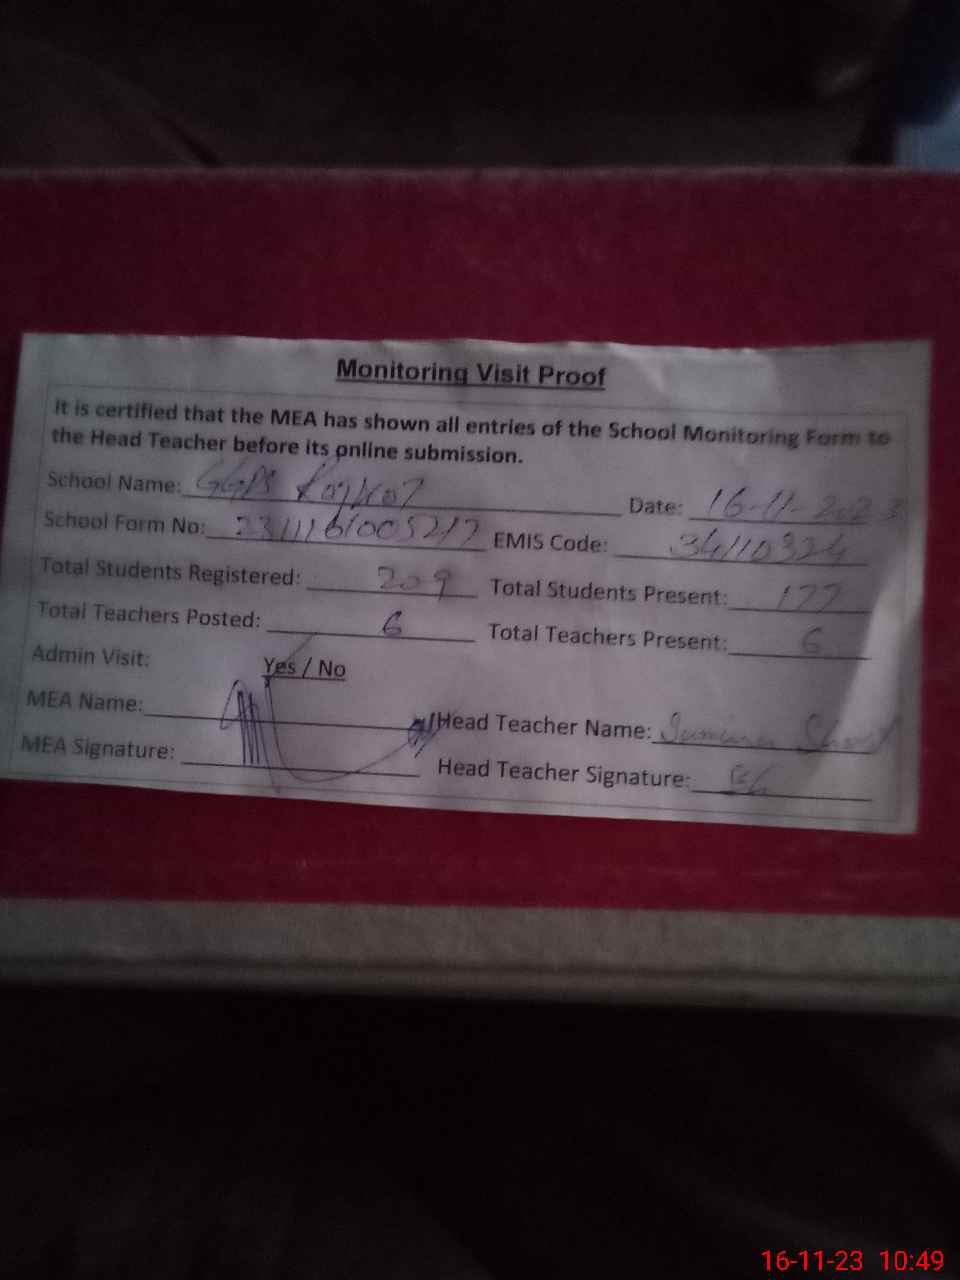 Monitoring Visit Proof
It is certified that the MEA has shown all entries of the School Monitoring Form to
the Head Teacher before its online submission.
School Name: GGPS Date: 16-11-2023
School Form No: EMIS Code: 34110324
Total Students Registered: 209 Total Students Present: 177
Total Teachers Posted: 6 Total Teachers Present: 6
Admin Visit: Yes / No
MEA Name: Head Teacher Name:
MEA Signature: Head Teacher Signature:
16-11-23 10:49